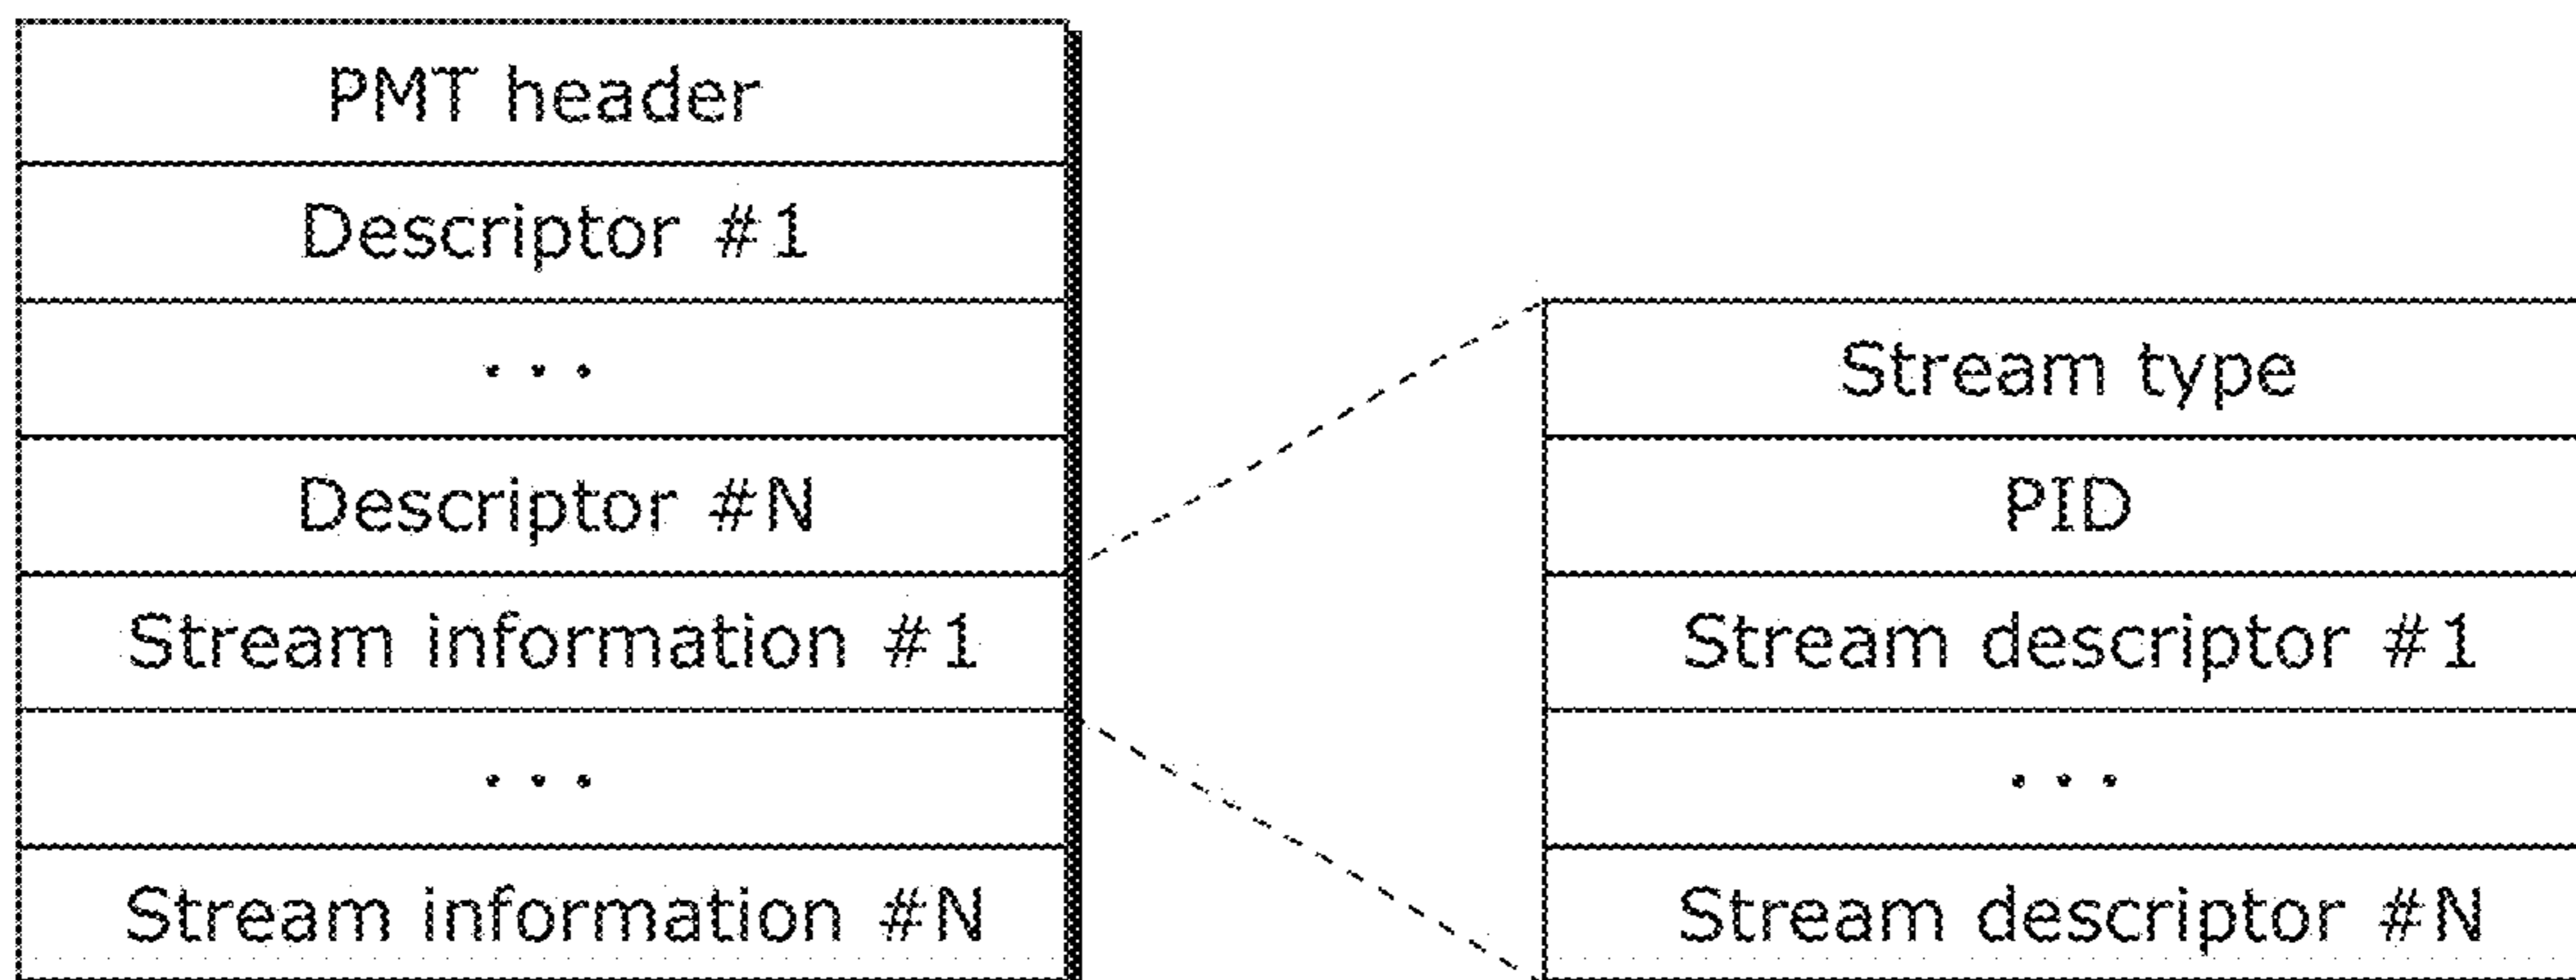 PMT header
Descriptor #1
...
Descriptor #N
Stream information #1
...
Stream information #N
Stream type
PID
Stream descriptor #1
...
Stream descriptor #N